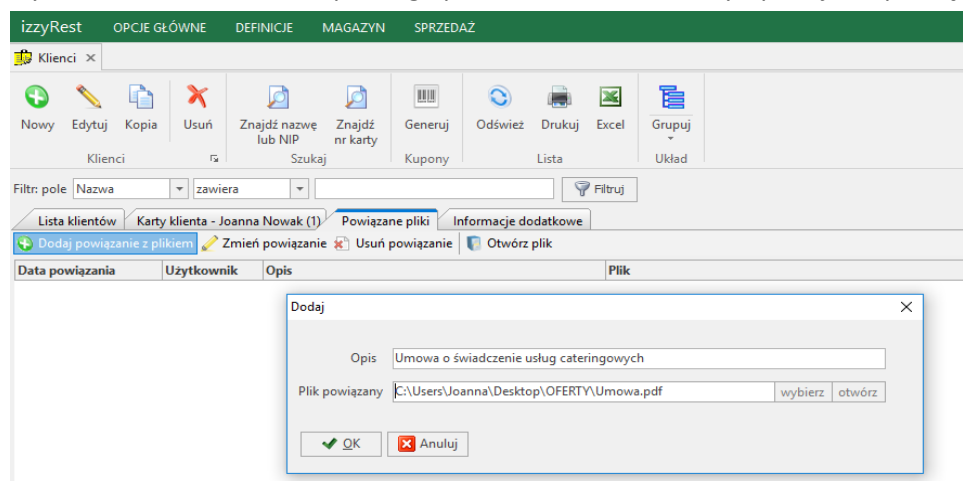 izzyRest OPCJE GŁÓWNE DEFINICJE MAGAZYN SPRZEDAŻ
Klienci ×
Nowy Edytuj Kopia Usuń Znajdź nazwę lub NIP Znajdź nr karty Generuj Odśwież Drukuj Excel Grupuj
Klienci Szukaj Kupony Lista Układ
Filtr: pole Nazwa zawiera Filtruj
Lista klientów Karty klienta - Joanna Nowak (1) Powiązane pliki Informacje dodatkowe
Dodaj powiązanie z plikiem Zmień powiązanie Usuń powiązanie Otwórz plik
Data powiązania Użytkownik Opis Plik
Dodaj
Opis Umowa o świadczenie usług cateringowych
Plik powiązany C:\Users\Joanna\Desktop\OFERTY\Umowa.pdf wybierz otwórz
OK Anuluj